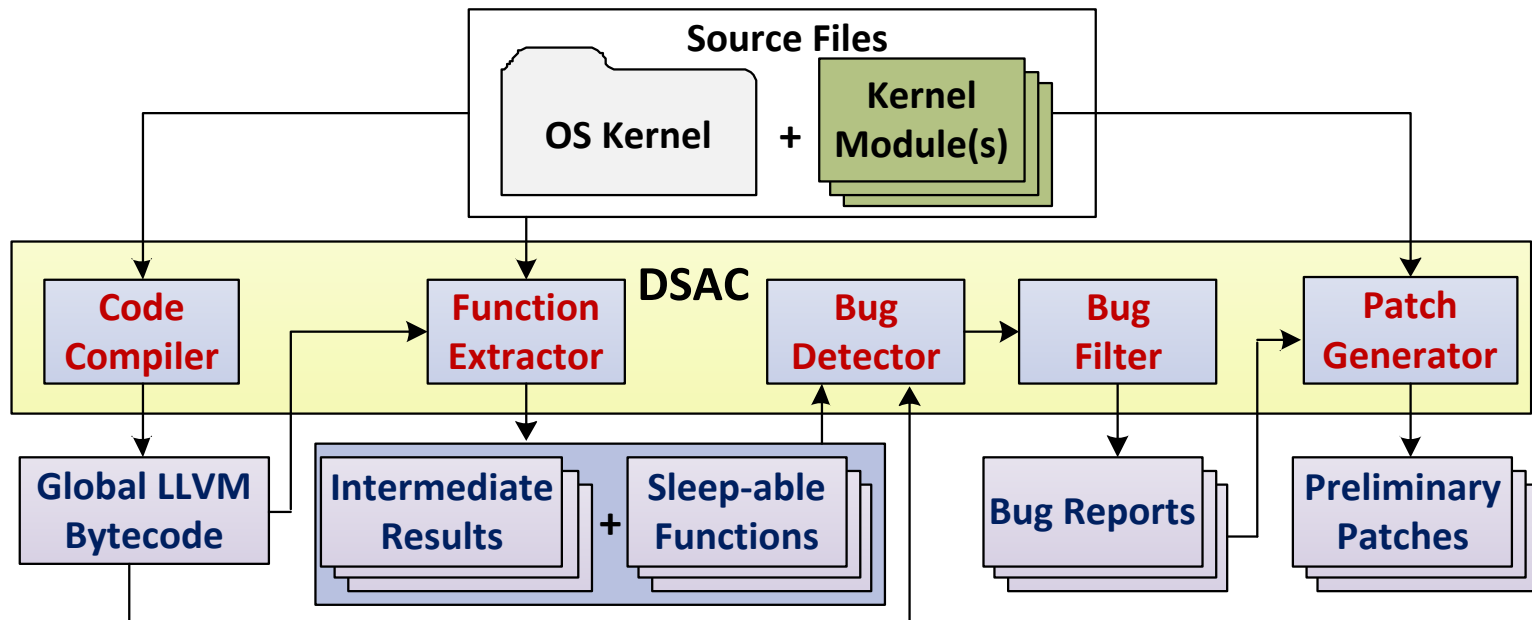 Source Files
OS Kernel
+
Kernel
Module(s)
DSAC
Code
Compiler
Function
Extractor
Bug
Detector
Bug
Filter
Patch
Generator
Global LLVM
Bytecode
Intermediate
Results
+
Sleep-able
Functions
Bug Reports
Preliminary
Patches